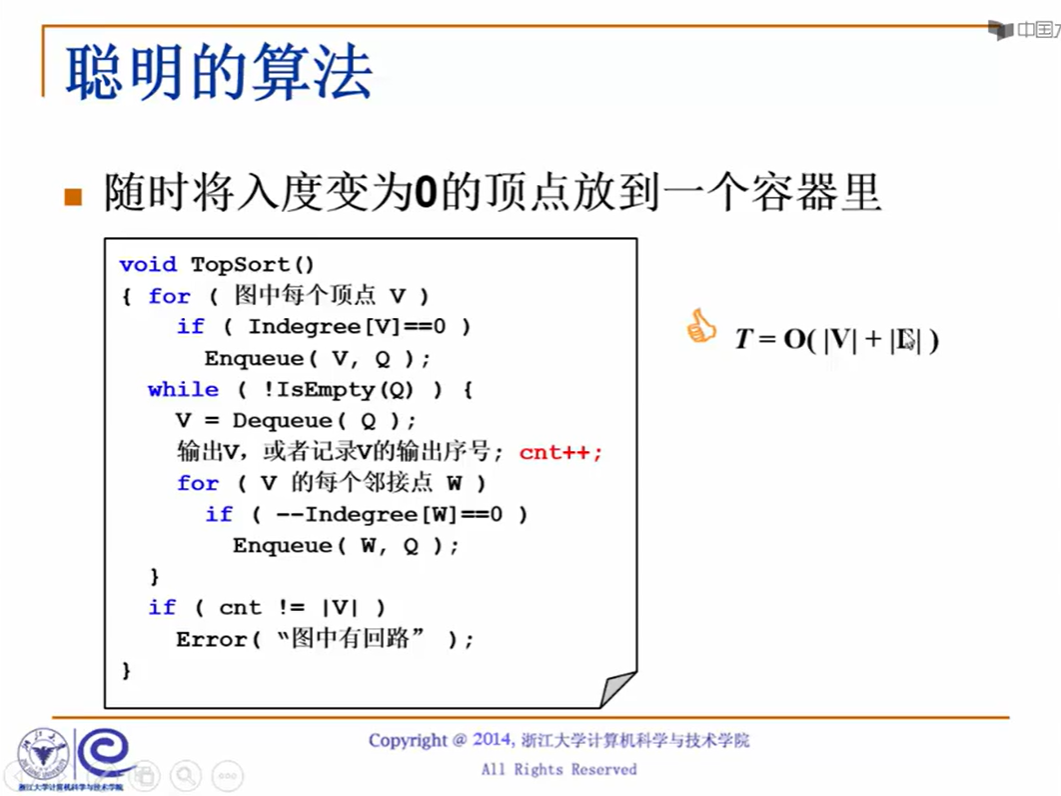 中国
聪明的算法
随时将入度变为0的顶点放到一个容器里
void TopSort()
{ for ( 图中每个顶点 V )
if ( Indegree[V]==0 )
Enqueue( V, Q );
while ( !IsEmpty(Q) ) {
V = Dequeue( Q );
输出V，或者记录V的输出序号; cnt++;
for ( V 的每个邻接点 W )
if ( --Indegree[W]==0 )
Enqueue( W, Q );
}
if ( cnt != |V| )
Error( “图中有回路” );
}
T = O( |V| + |E| )
Copyright @ 2014, 浙江大学计算机科学与技术学院
All Rights Reserved
浙江大学计算机科学与技术学院